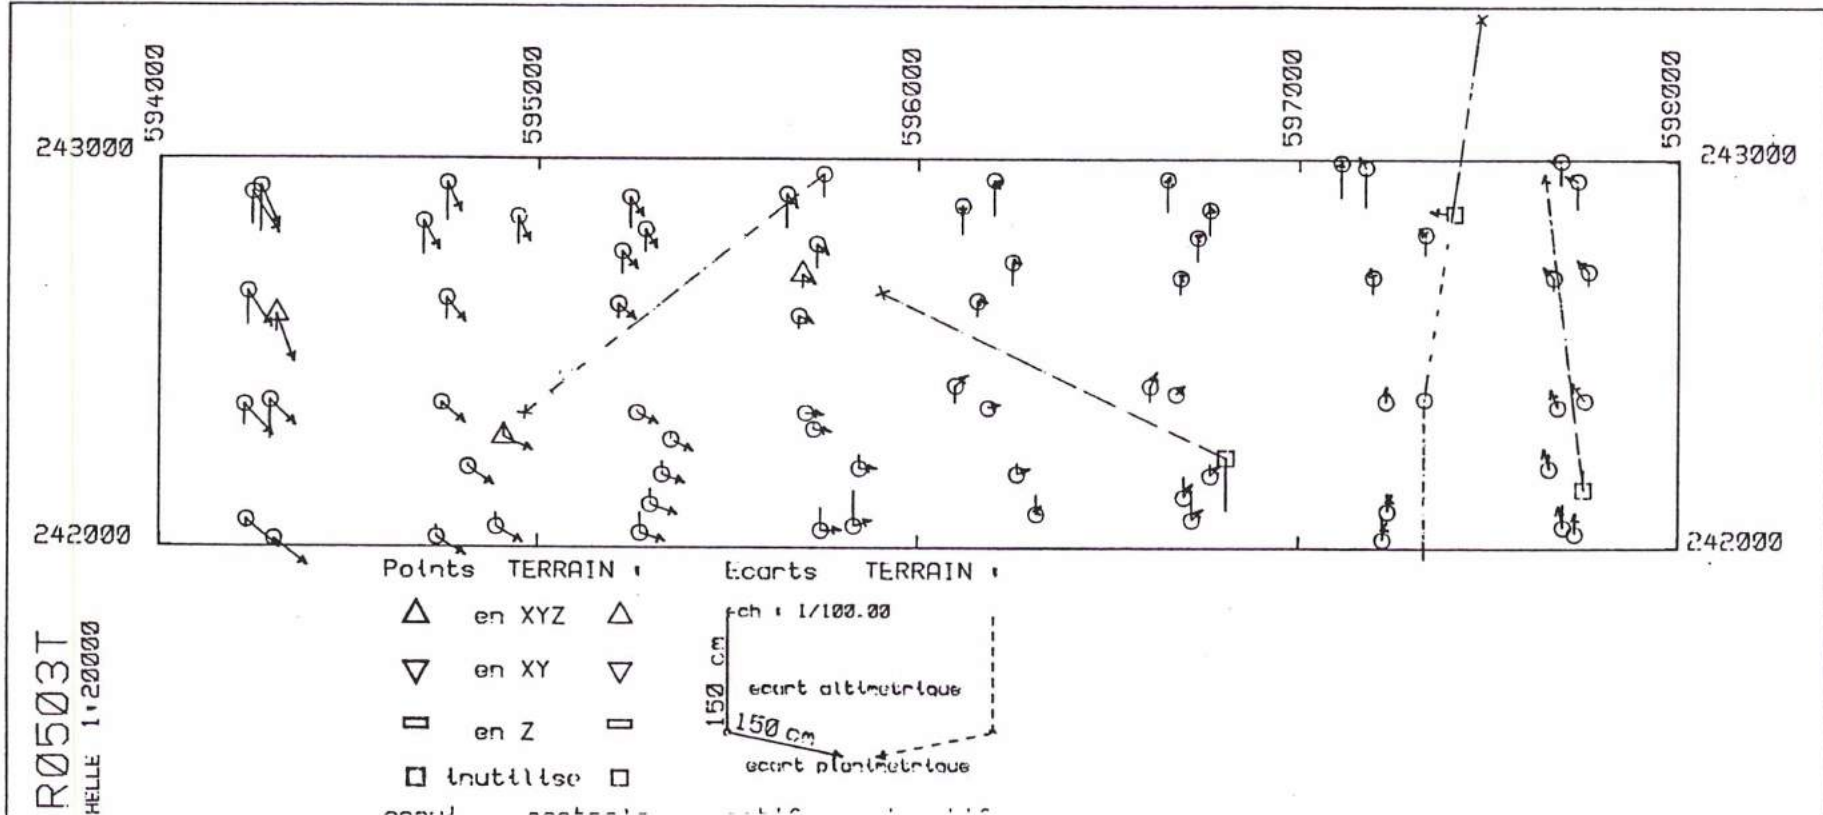 594000
595000
596000
597000
598000
243000
243000
242000
242000
Points TERRAIN :
en XYZ
en XY
en Z
inutilise
Ecarts TERRAIN :
ech : 1/100.00
150 cm
ecart altimetrique
150 cm
ecart planimetrique
R0503T
HELLE 1:20000